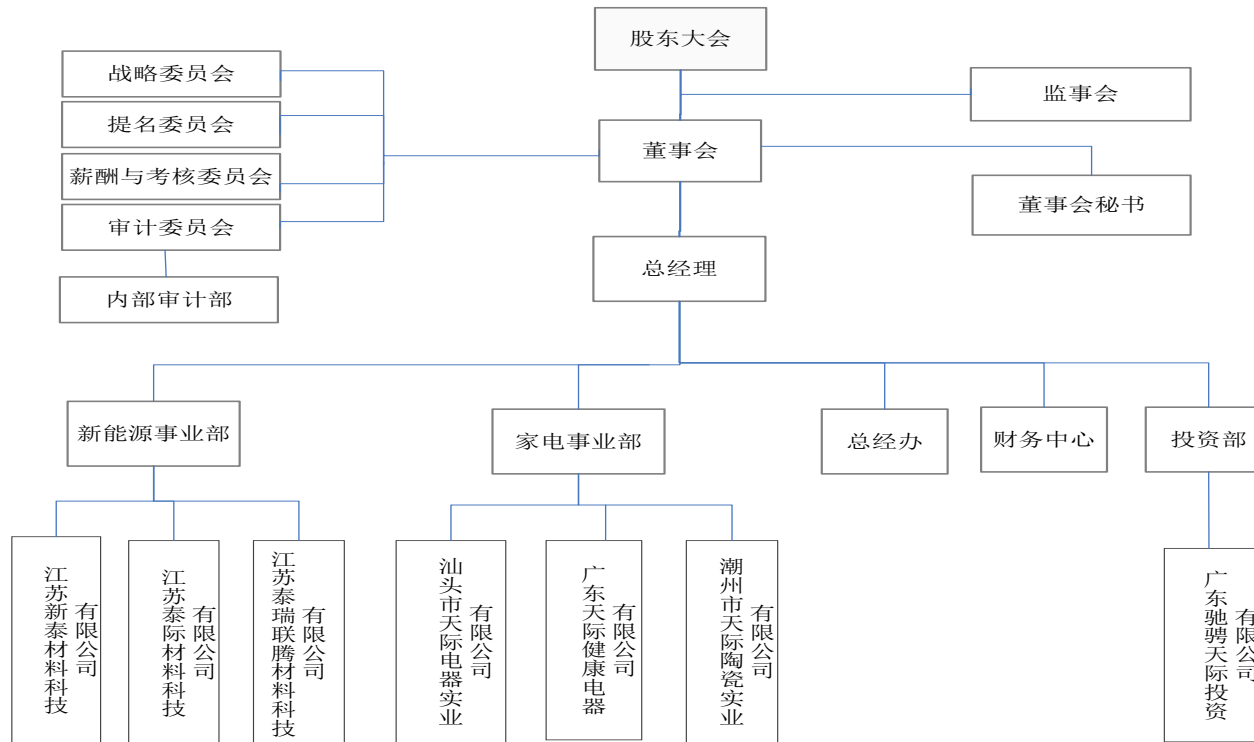 股东大会
战略委员会
监事会
提名委员会
董事会
薪酬与考核委员会
董事会秘书
审计委员会
总经理
内部审计部
新能源事业部
家电事业部
总经办
财务中心
投资部
江苏新泰材料科技
有限公司
江苏泰际材料科技
有限公司
江苏泰瑞联腾材料科技
有限公司
汕头市天际电器实业
有限公司
广东天际健康电器
有限公司
潮州市天际陶瓷实业
有限公司
广东驰骋天际投资
有限公司